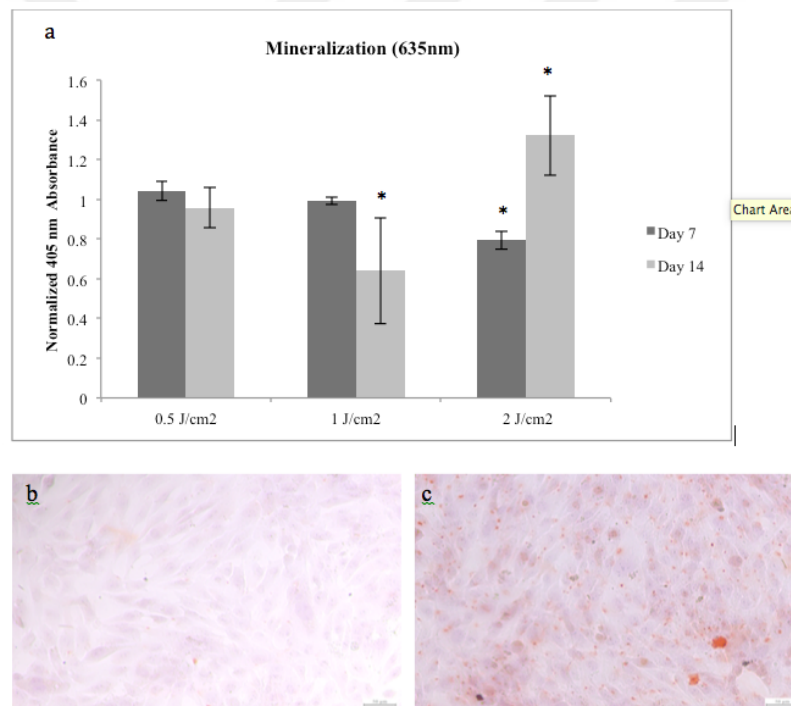 a
Mineralization (635nm)
Normalized 405 nm Absorbance
1.6
1.4
1.2
1
0.8
0.6
0.4
0.2
0
*
*
*
0.5 J/cm2
1 J/cm2
2 J/cm2
Day 7
Day 14
Chart Area
b
c